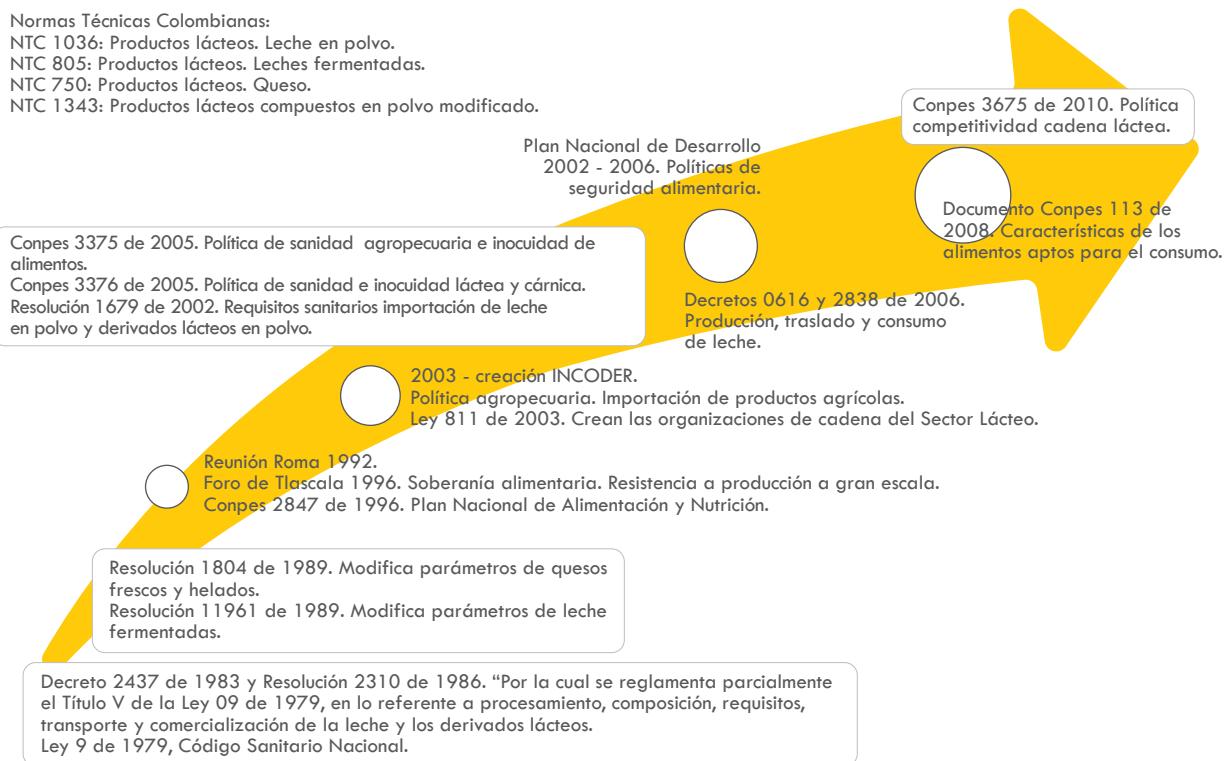 Normas Técnicas Colombianas:
NTC 1036: Productos lácteos. Leche en polvo.
NTC 805: Productos lácteos. Leches fermentadas.
NTC 750: Productos lácteos. Queso.
NTC 1343: Productos lácteos compuestos en polvo modificado.
Conpes 3675 de 2010. Política
competitividad cadena láctea.
Plan Nacional de Desarrollo
2002 - 2006. Políticas de
seguridad alimentaria.
Documento Conpes 113 de
2008. Características de los
alimentos aptos para el consumo.
Conpes 3375 de 2005. Política de sanidad agropecuaria e inocuidad de
alimentos.
Conpes 3376 de 2005. Política de sanidad e inocuidad láctea y cárnica.
Resolución 1679 de 2002. Requisitos sanitarios importación de leche
en polvo y derivados lácteos en polvo.
Decretos 0616 y 2838 de 2006.
Producción, traslado y consumo
de leche.
2003 - creación INCODER.
Política agropecuaria. Importación de productos agrícolas.
Ley 811 de 2003. Crean las organizaciones de cadena del Sector Lácteo.
Reunión Roma 1992.
Foro de Tlascala 1996. Soberanía alimentaria. Resistencia a producción a gran escala.
Conpes 2847 de 1996. Plan Nacional de Alimentación y Nutrición.
Resolución 1804 de 1989. Modifica parámetros de quesos
frescos y helados.
Resolución 11961 de 1989. Modifica parámetros de leche
fermentadas.
Decreto 2437 de 1983 y Resolución 2310 de 1986. “Por la cual se reglamenta parcialmente
el Título V de la Ley 09 de 1979, en lo referente a procesamiento, composición, requisitos,
transporte y comercialización de la leche y los derivados lácteos.
Ley 9 de 1979, Código Sanitario Nacional.